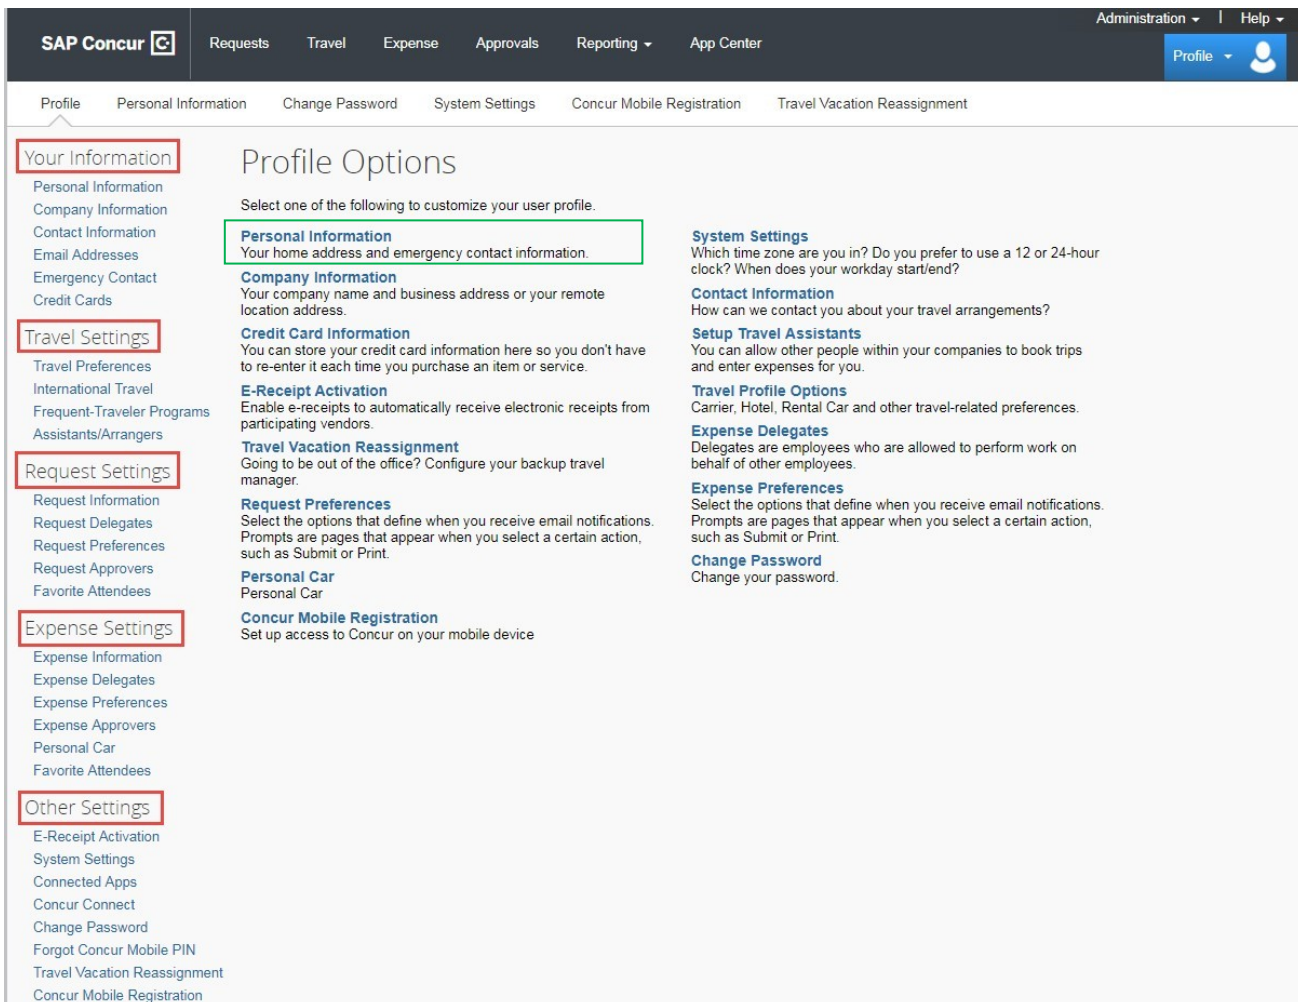 Administration | Help
SAP Concur C Requests Travel Expense Approvals Reporting App Center
Profile
Profile Personal Information Change Password System Settings Concur Mobile Registration Travel Vacation Reassignment
Your Information
Personal Information
Company Information
Contact Information
Email Addresses
Emergency Contact
Credit Cards
Travel Settings
Travel Preferences
International Travel
Frequent-Traveler Programs
Assistants/Arrangers
Request Settings
Request Information
Request Delegates
Request Preferences
Request Approvers
Favorite Attendees
Expense Settings
Expense Information
Expense Delegates
Expense Preferences
Expense Approvers
Personal Car
Favorite Attendees
Other Settings
E-Receipt Activation
System Settings
Connected Apps
Concur Connect
Change Password
Forgot Concur Mobile PIN
Travel Vacation Reassignment
Concur Mobile Registration
Profile Options
Select one of the following to customize your user profile.
Personal Information
Your home address and emergency contact information.
Company Information
Your company name and business address or your remote
location address.
Credit Card Information
You can store your credit card information here so you don't have
to re-enter it each time you purchase an item or service.
E-Receipt Activation
Enable e-receipts to automatically receive electronic receipts from
participating vendors.
Travel Vacation Reassignment
Going to be out of the office? Configure your backup travel
manager.
Request Preferences
Select the options that define when you receive email notifications.
Prompts are pages that appear when you select a certain action,
such as Submit or Print.
Personal Car
Personal Car
Concur Mobile Registration
Set up access to Concur on your mobile device
System Settings
Which time zone are you in? Do you prefer to use a 12 or 24-hour
clock? When does your workday start/end?
Contact Information
How can we contact you about your travel arrangements?
Setup Travel Assistants
You can allow other people within your companies to book trips
and enter expenses for you.
Travel Profile Options
Carrier, Hotel, Rental Car and other travel-related preferences.
Expense Delegates
Delegates are employees who are allowed to perform work on
behalf of other employees.
Expense Preferences
Select the options that define when you receive email notifications.
Prompts are pages that appear when you select a certain action,
such as Submit or Print.
Change Password
Change your password.